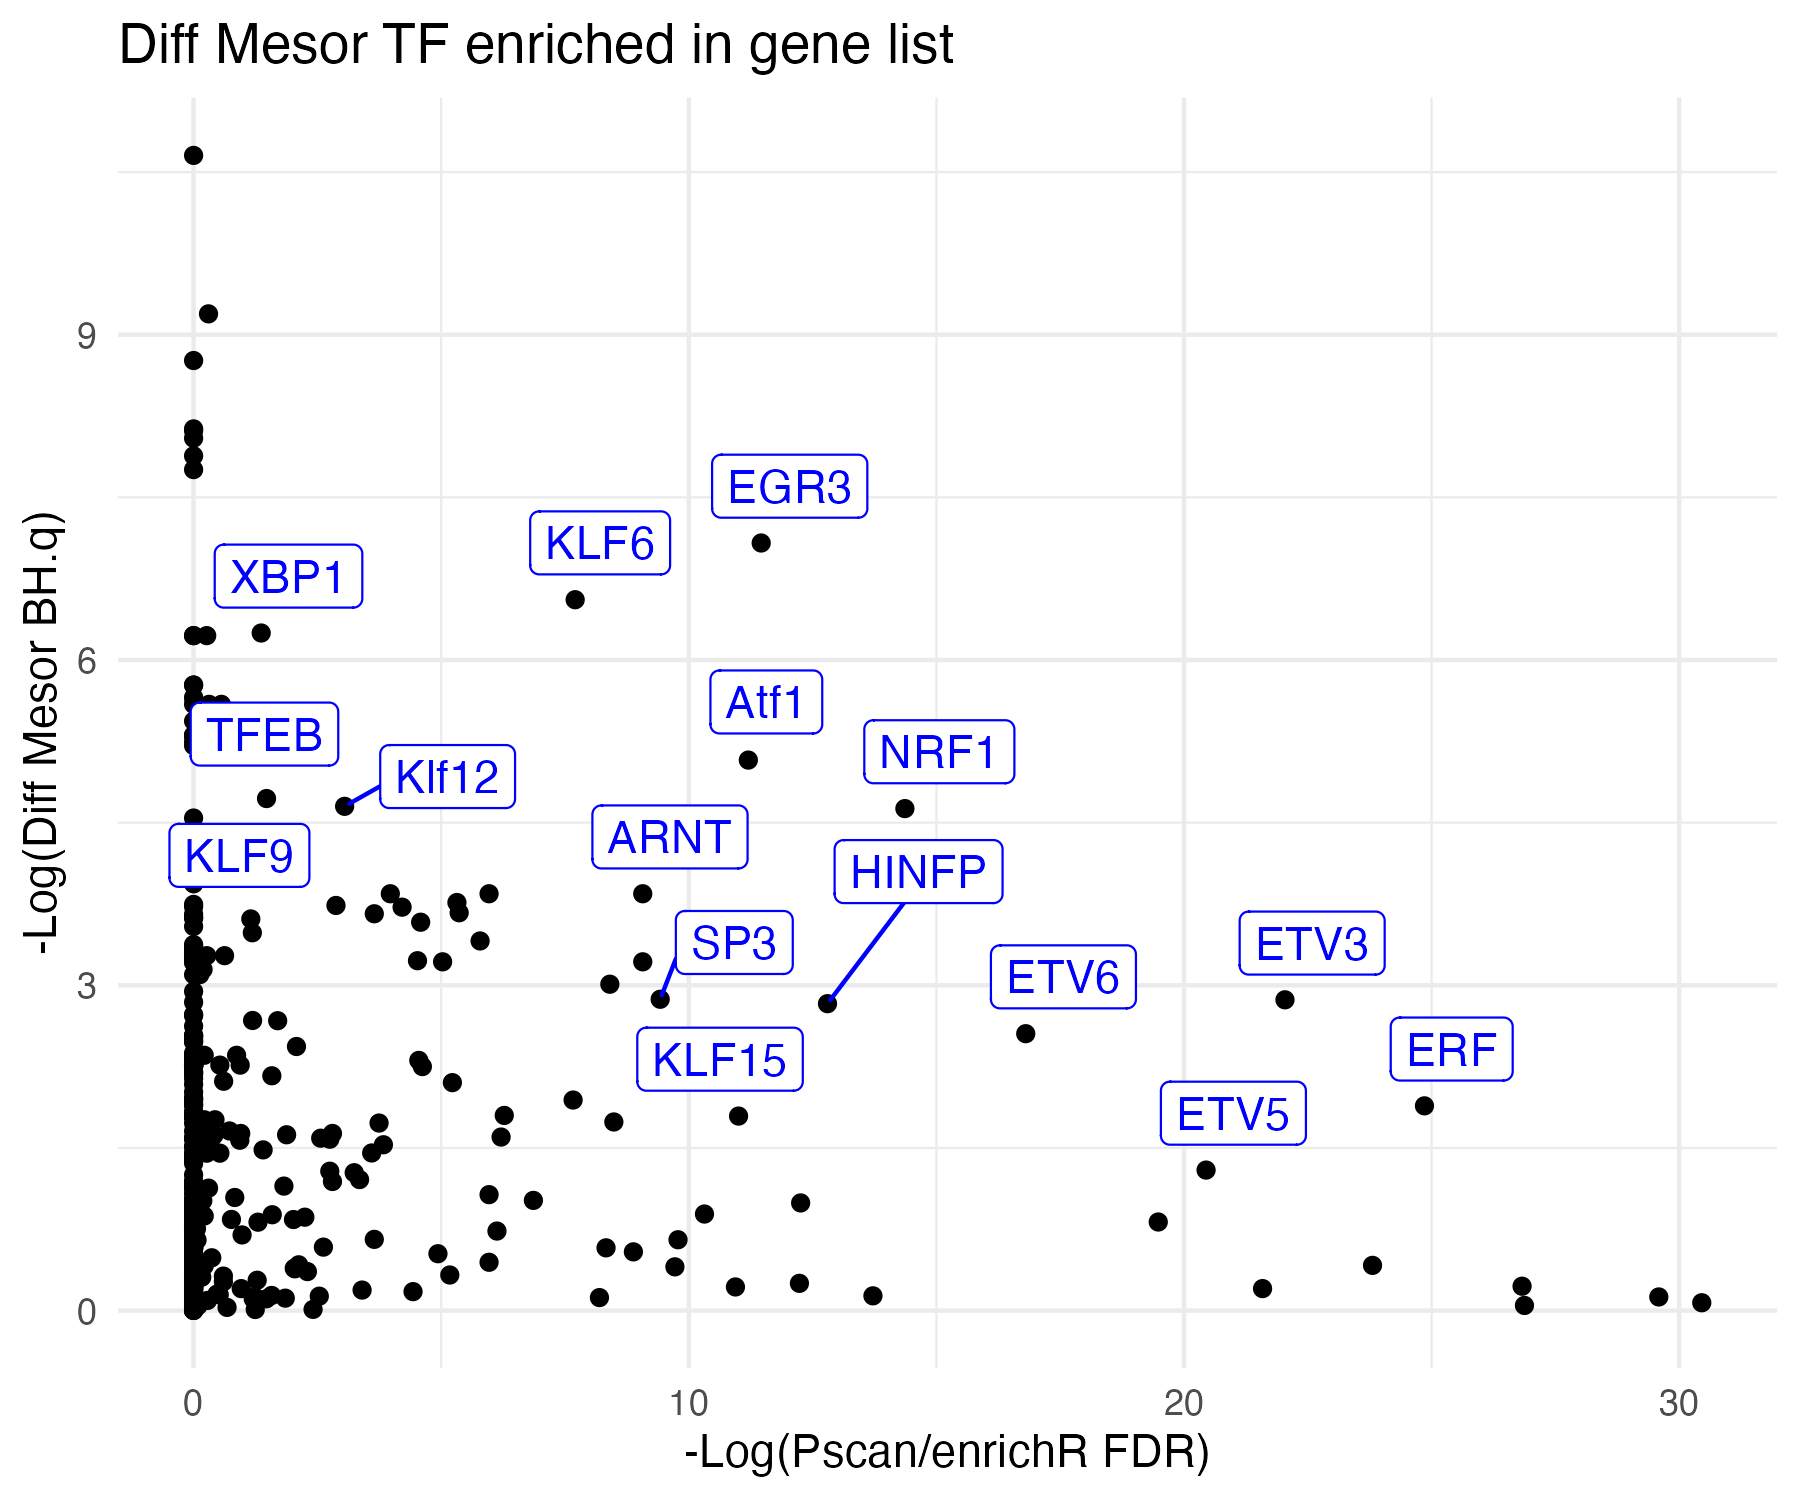 Diff Mesor TF enriched in gene list
-Log(Diff Mesor BH.q)
9
6
3
0
EGR3
KLF6
XBP1
Atf1
TFEB
NRF1
Klf12
ARNT
KLF9
HINFP
SP3
ETV3
ETV6
KLF15
ERF
ETV5
0
10
20
30
-Log(Pscan/enrichR FDR)